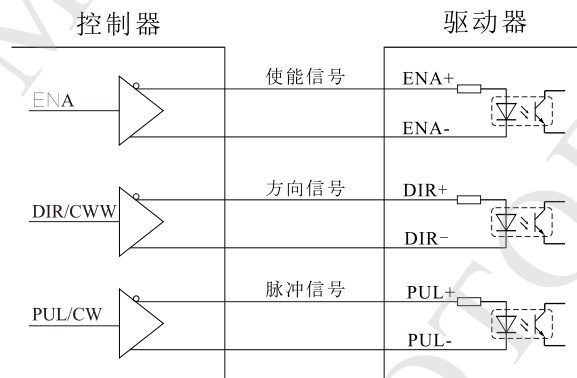 控制器 驱动器
使能信号 ENA+
ENA
ENA-
方向信号 DIR+
DIR/CWW
DIR-
脉冲信号 PUL+
PUL/CW
PUL-